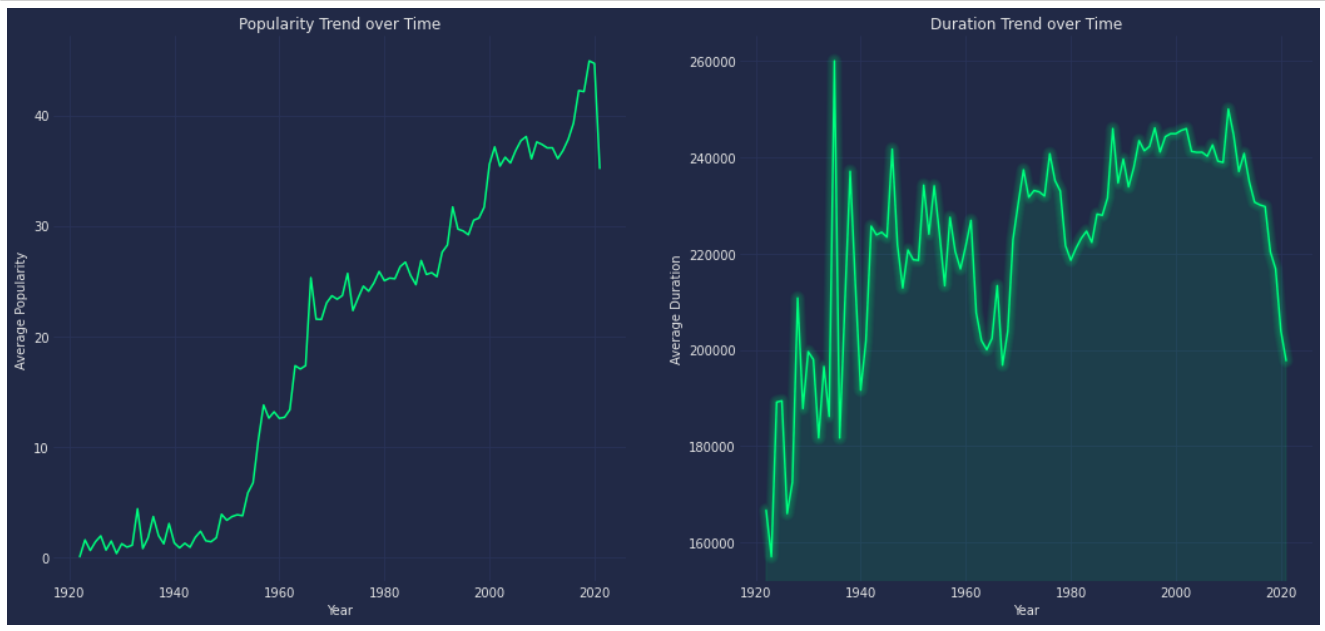 Popularity Trend over Time
Average Popularity
40
30
20
10
0
1920 1940 1960 1980 2000 2020
Year
Duration Trend over Time
Average Duration
260000
240000
220000
200000
180000
160000
1920 1940 1960 1980 2000 2020
Year